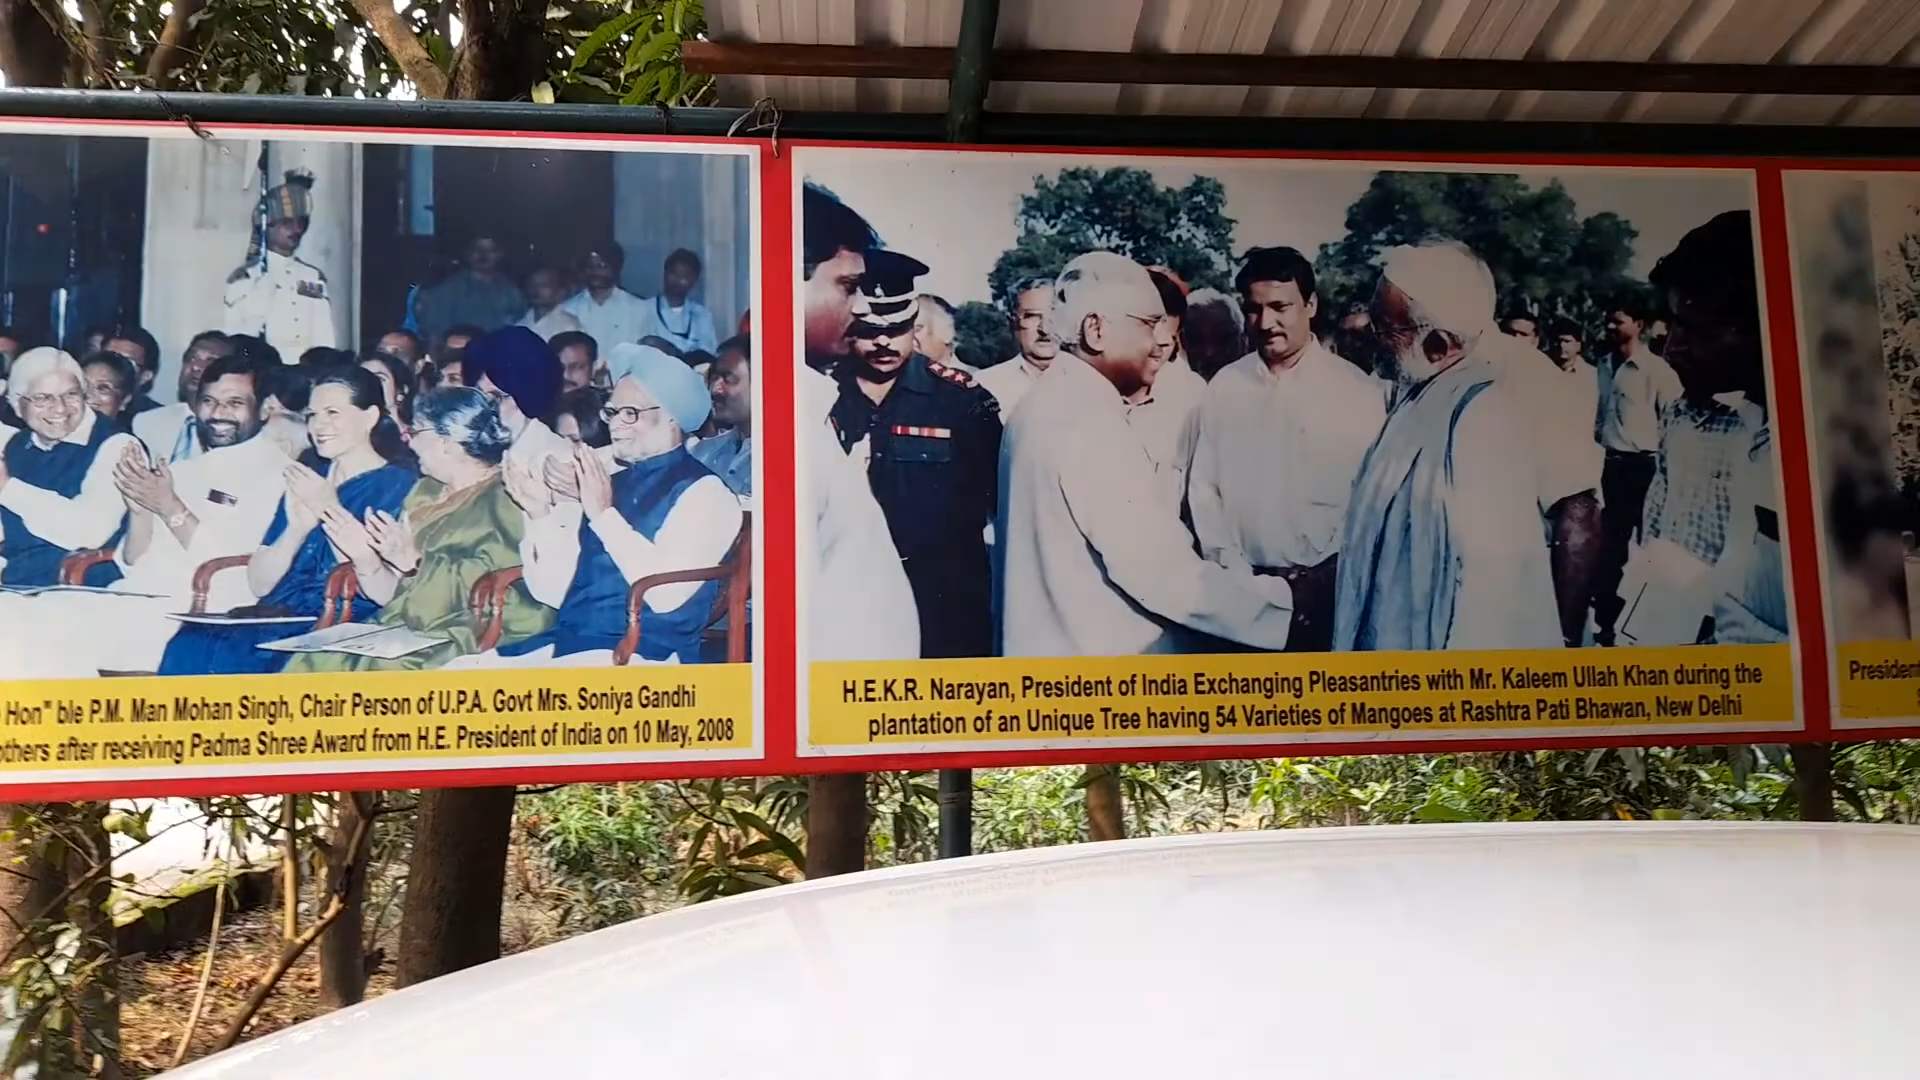 Hon" ble P.M. Man Mohan Singh, Chair Person of U.P.A. Govt Mrs. Soniya Gandhi
others after receiving Padma Shree Award from H.E. President of India on 10 May, 2008
H.E.K.R. Narayan, President of India Exchanging Pleasantries with Mr. Kaleem Ullah Khan during the
plantation of an Unique Tree having 54 Varieties of Mangoes at Rashtra Pati Bhawan, New Delhi
President